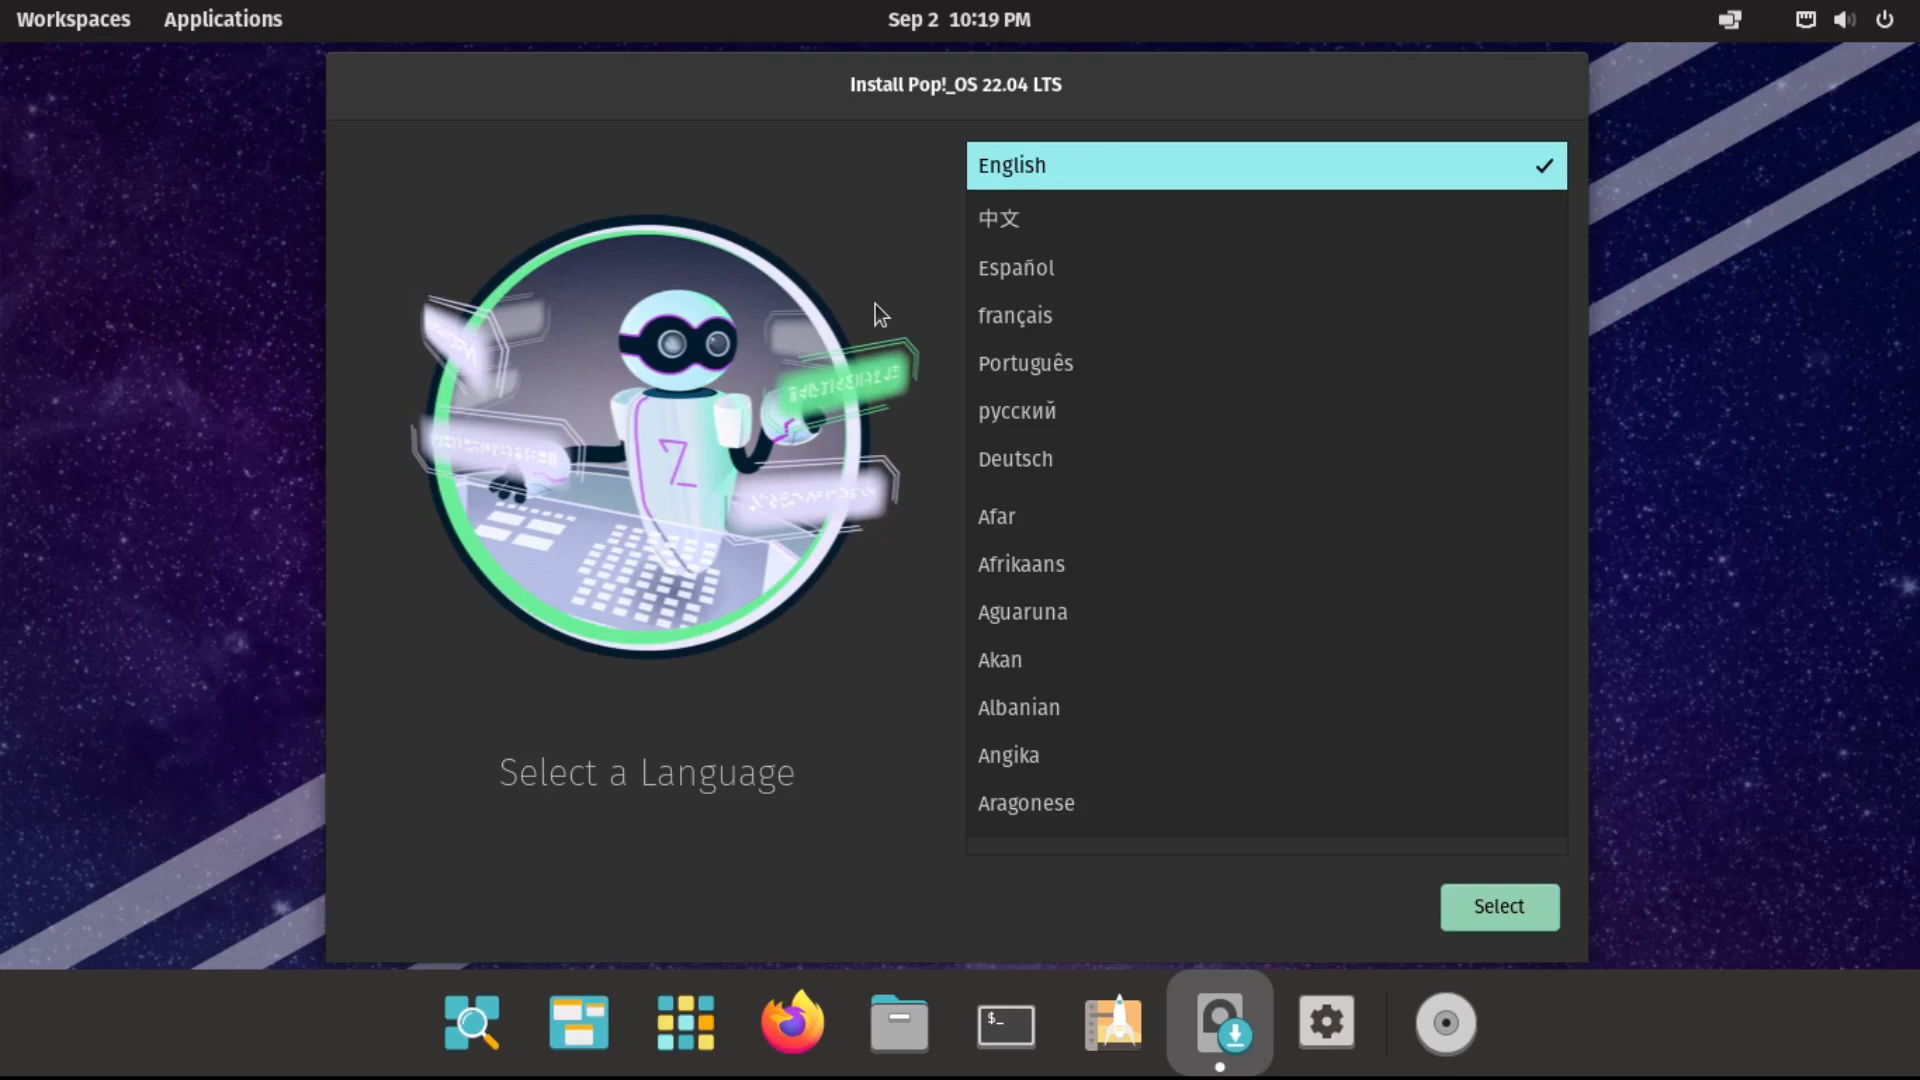 Workspaces Applications Sep 2 10:19 PM
Install Pop!_OS 22.04 LTS
English
中文
Español
français
Português
русский
Deutsch
Afar
Afrikaans
Aguaruna
Akan
Albanian
Angika
Aragonese
Select a Language
Select
$_